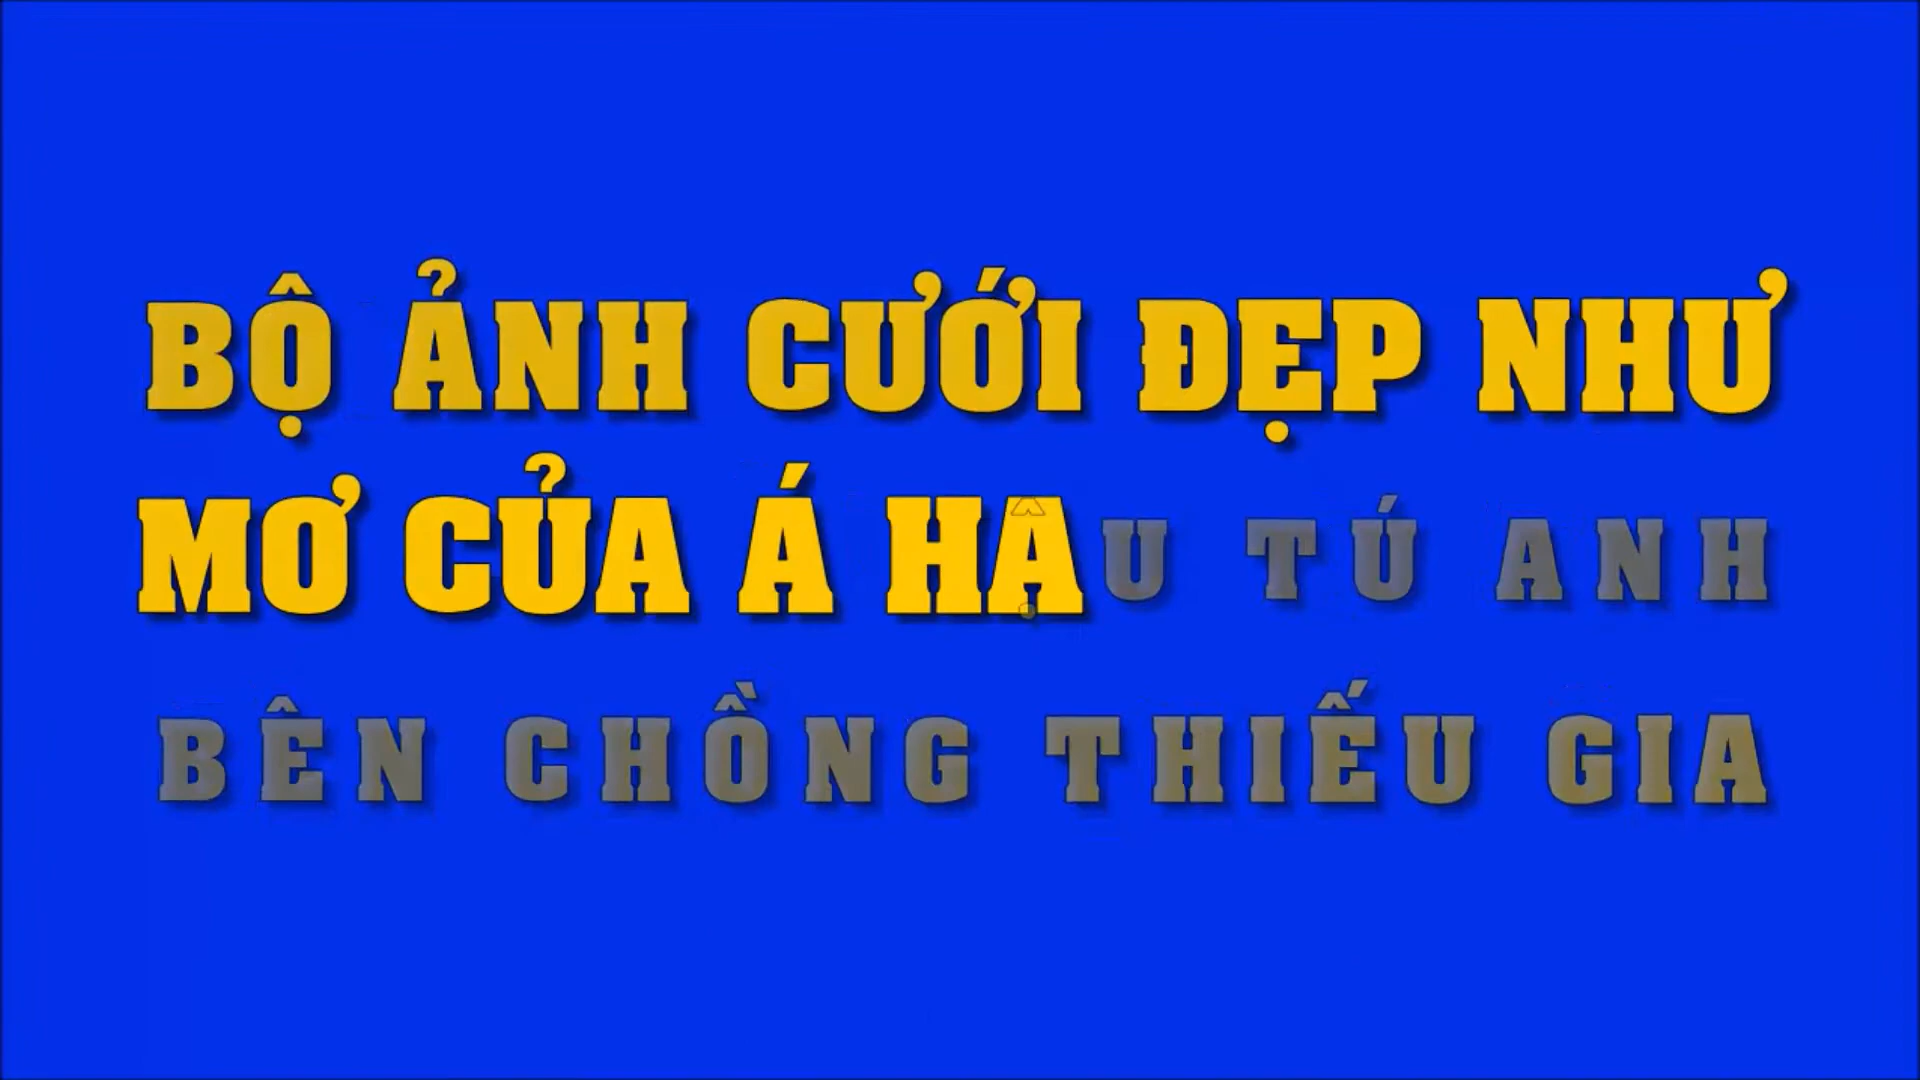 BỘ ẢNH CƯỚI ĐẸP NHƯ
MƠ CỦA Á HẬU TÚ ANH
BÊN CHỒNG THIẾU GIA